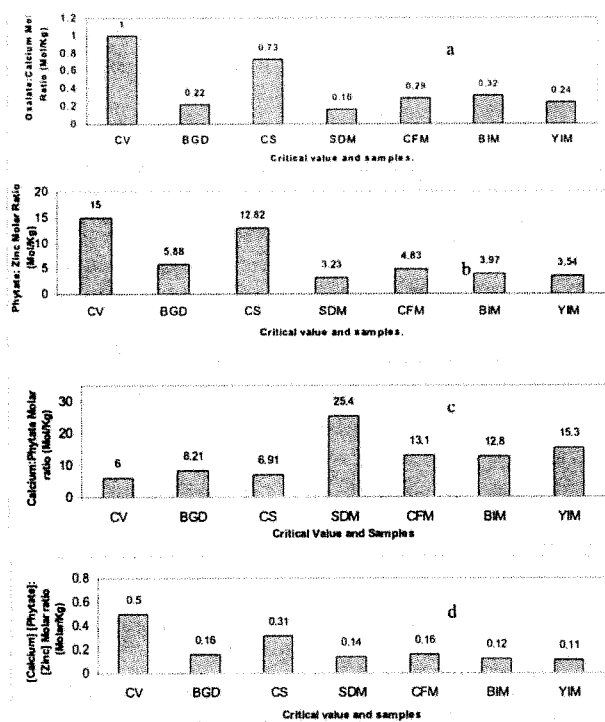 Oxalate:Calcium Mol
Ratio (Mol/Kg)
1.2
1
0.8
0.6
0.4
0.2
0
1
0.22
0.73
0.16
0.29
0.32
0.24
a
CV BGD CS SDM CFM BIM YIM
Critical value and samples.
Phytate: Zinc Molar Ratio
(Mol/Kg)
20
15
10
5
0
15
5.88
12.82
3.23
4.83
3.97
3.54
b
CV BGD CS SDM CFM BIM YIM
Critical value and samples.
Calcium:Phytate Molar
ratio (Mol/Kg)
30
20
10
0
6
8.21
6.91
25.4
13.1
12.8
15.3
c
CV BGD CS SDM CFM BIM YIM
Critical Value and Samples
[Calcium] [Phytate]:
[Zinc] Molar ratio
(Molar/Kg)
0.8
0.6
0.4
0.2
0
0.5
0.16
0.31
0.14
0.16
0.12
0.11
d
CV BGD CS SDM CFM BIM YIM
Critical value and samples